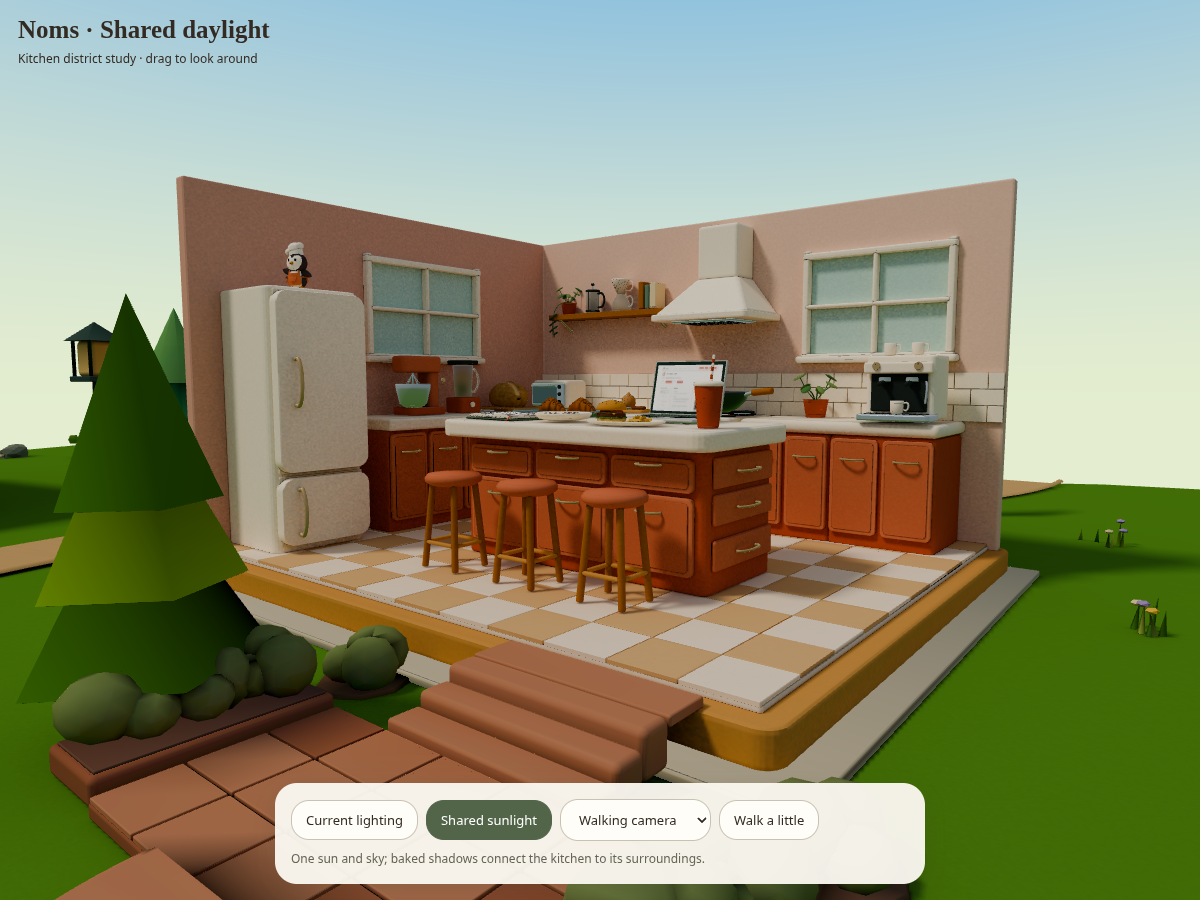 Noms · Shared daylight
Kitchen district study · drag to look around
Current lighting
Shared sunlight
Walking camera
Walk a little
One sun and sky; baked shadows connect the kitchen to its surroundings.